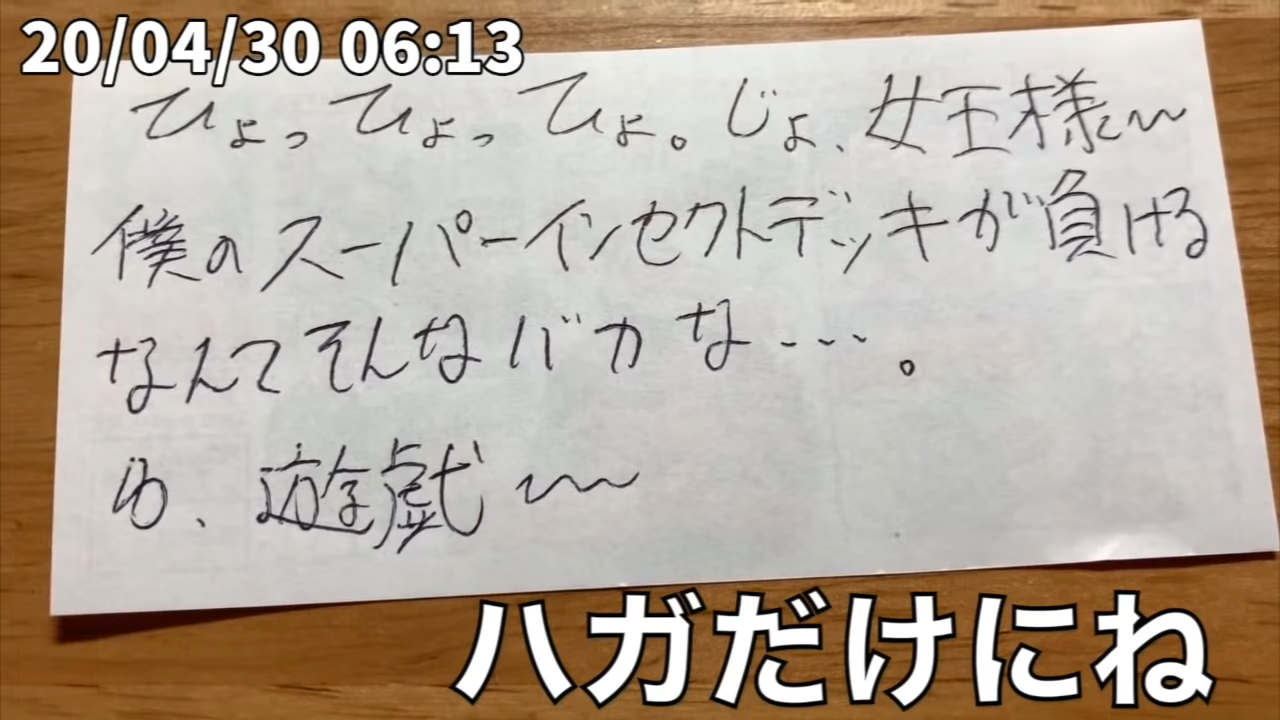 20/04/30 06:13
ひょっひょっひょ。じょ、女王様～
僕のスーパーインセクトデッキが負ける
なんてそんなバカな…。
ゆ、遊戯～
ハガだけにね